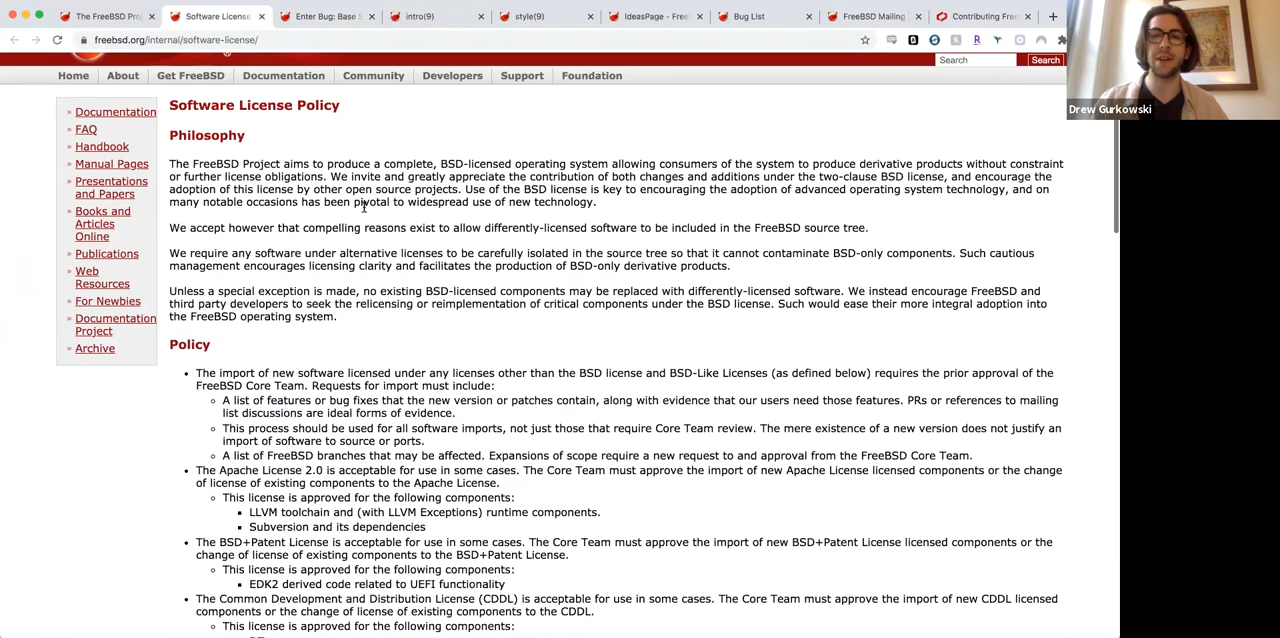 The FreeBSD Pro
Software License
Enter Bug: Base S
intro(9)
style(9)
IdeasPage - Free
Bug List
FreeBSD Mailing
Contributing Free
freebsd.org/internal/software-license/
Drew Gurkowski
Search
Search
Home
About
Get FreeBSD
Documentation
Community
Developers
Support
Foundation
» Documentation
» FAQ
» Handbook
» Manual Pages
» Presentations
and Papers
» Books and
Articles
Online
» Publications
» Web
Resources
» For Newbies
» Documentation
Project
» Archive
Software License Policy
Philosophy
The FreeBSD Project aims to produce a complete, BSD-licensed operating system allowing consumers of the system to produce derivative products without constraint
or further license obligations. We invite and greatly appreciate the contribution of both changes and additions under the two-clause BSD license, and encourage the
adoption of this license by other open source projects. Use of the BSD license is key to encouraging the adoption of advanced operating system technology, and on
many notable occasions has been pivotal to widespread use of new technology.
We accept however that compelling reasons exist to allow differently-licensed software to be included in the FreeBSD source tree.
We require any software under alternative licenses to be carefully isolated in the source tree so that it cannot contaminate BSD-only components. Such cautious
management encourages licensing clarity and facilitates the production of BSD-only derivative products.
Unless a special exception is made, no existing BSD-licensed components may be replaced with differently-licensed software. We instead encourage FreeBSD and
third party developers to seek the relicensing or reimplementation of critical components under the BSD license. Such would ease their more integral adoption into
the FreeBSD operating system.
Policy
• The import of new software licensed under any licenses other than the BSD license and BSD-Like Licenses (as defined below) requires the prior approval of the
FreeBSD Core Team. Requests for import must include:
◦ A list of features or bug fixes that the new version or patches contain, along with evidence that our users need those features. PRs or references to mailing
list discussions are ideal forms of evidence.
◦ This process should be used for all software imports, not just those that require Core Team review. The mere existence of a new version does not justify an
import of software to source or ports.
◦ A list of FreeBSD branches that may be affected. Expansions of scope require a new request to and approval from the FreeBSD Core Team.
• The Apache License 2.0 is acceptable for use in some cases. The Core Team must approve the import of new Apache License licensed components or the change
of license of existing components to the Apache License.
◦ This license is approved for the following components:
▪ LLVM toolchain and (with LLVM Exceptions) runtime components.
▪ Subversion and its dependencies
• The BSD+Patent License is acceptable for use in some cases. The Core Team must approve the import of new BSD+Patent License licensed components or the
change of license of existing components to the BSD+Patent License.
◦ This license is approved for the following components:
▪ EDK2 derived code related to UEFI functionality
• The Common Development and Distribution License (CDDL) is acceptable for use in some cases. The Core Team must approve the import of new CDDL licensed
components or the change of license of existing components to the CDDL.
◦ This license is approved for the following components: